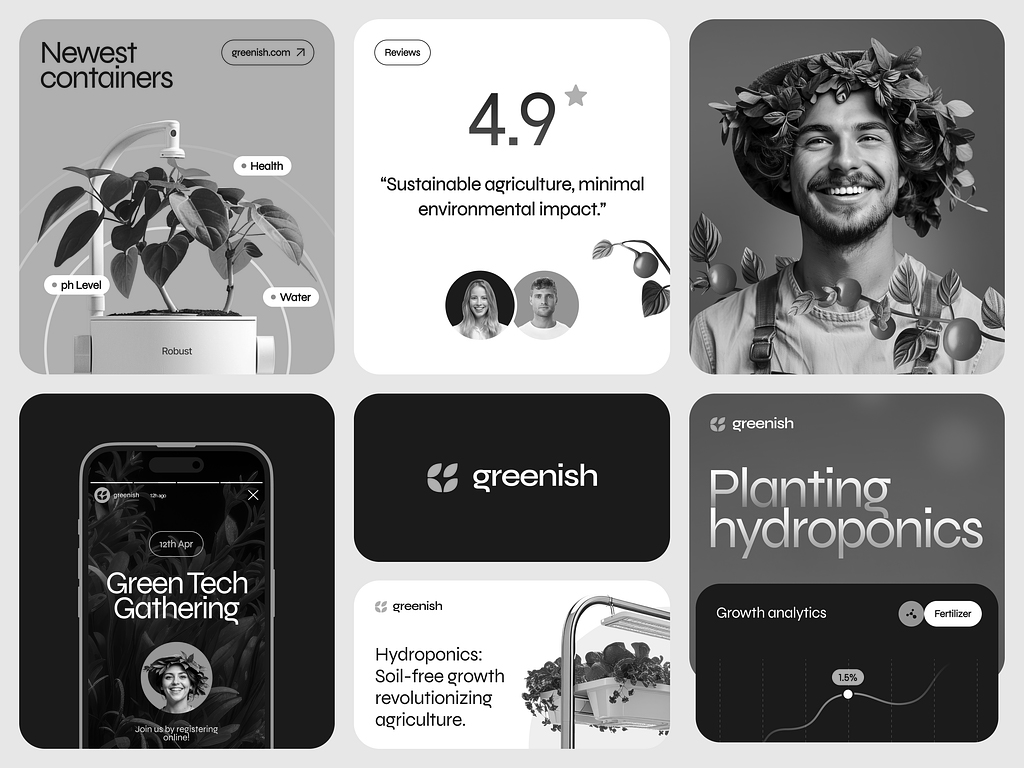 Newest
containers
greenish.com
Health
ph Level
Water
Robust
Reviews
4.9
“Sustainable agriculture, minimal
environmental impact.”
greenish
12h ago
12th Apr
Green Tech
Gathering
Join us by registering
online!
greenish
greenish
Hydroponics:
Soil-free growth
revolutionizing
agriculture.
greenish
Planting
hydroponics
Growth analytics
Fertilizer
1.5%